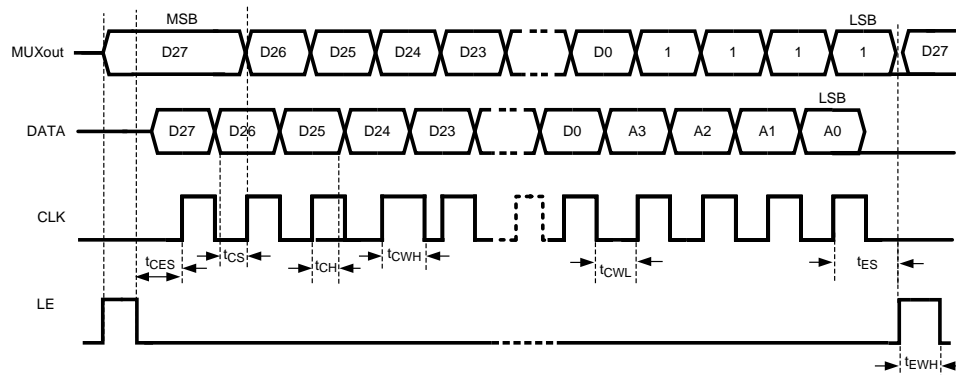 MSB LSB
MUXout D27 D26 D25 D24 D23 D0 1 1 1 1 D27
LSB
DATA D27 D26 D25 D24 D23 D0 A3 A2 A1 A0
CLK
tCES tCS tCH tCWH tCWL tES
LE
tEWH